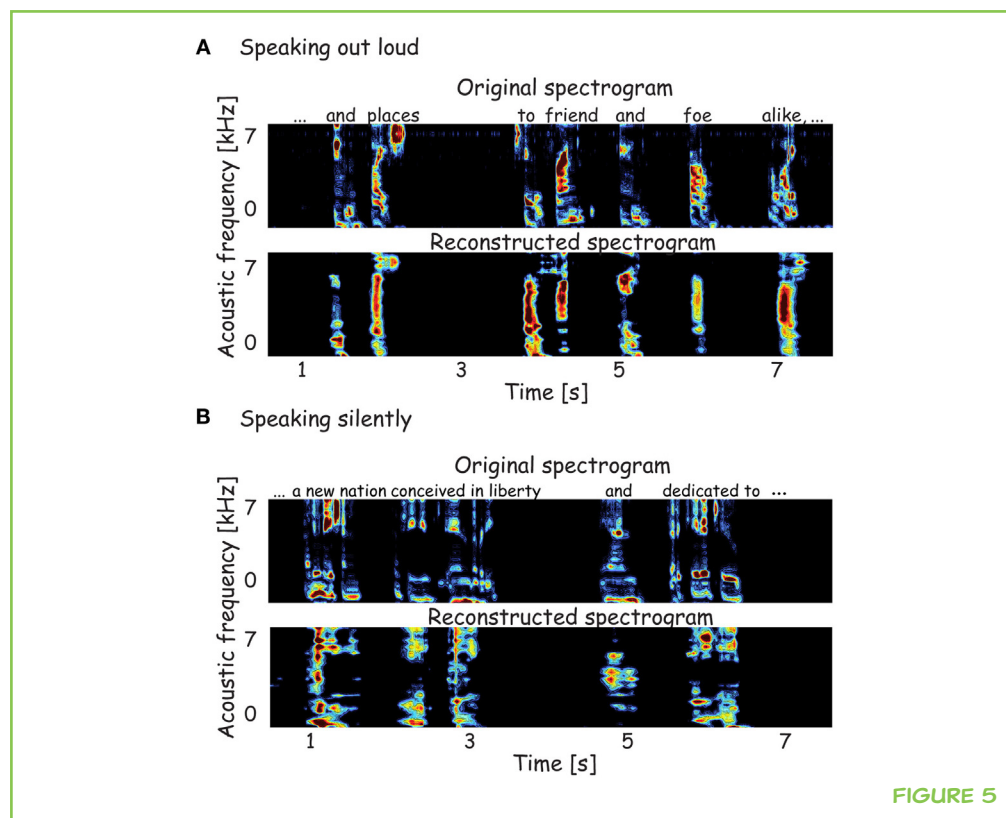 A Speaking out loud
Original spectrogram
... and places to friend and foe alike, ...
Acoustic frequency [kHz]
7
0
Reconstructed spectrogram
7
0
1 3 5 7
Time [s]
B Speaking silently
Original spectrogram
... a new nation conceived in liberty and dedicated to ...
Acoustic frequency [kHz]
7
0
Reconstructed spectrogram
7
0
1 3 5 7
Time [s]
FIGURE 5